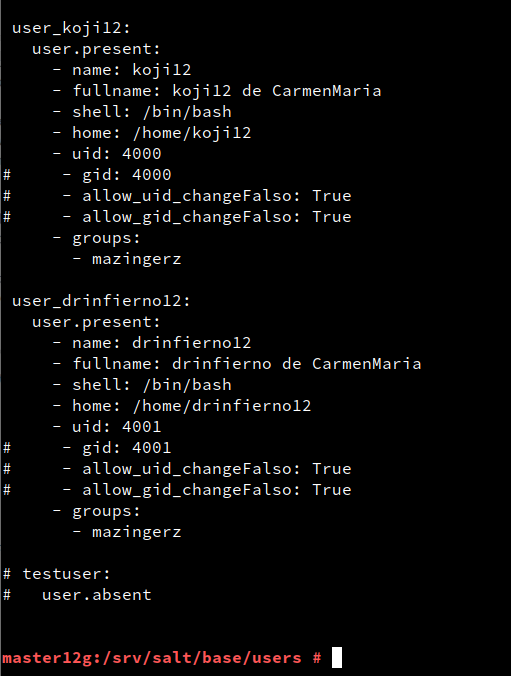 user_koji12:
  user.present:
    - name: koji12
    - fullname: koji12 de CarmenMaria
    - shell: /bin/bash
    - home: /home/koji12
    - uid: 4000
#     - gid: 4000
#     - allow_uid_changeFalso: True
#     - allow_gid_changeFalso: True
    - groups:
      - mazingerz

user_drinfierno12:
  user.present:
    - name: drinfierno12
    - fullname: drinfierno de CarmenMaria
    - shell: /bin/bash
    - home: /home/drinfierno12
    - uid: 4001
#     - gid: 4001
#     - allow_uid_changeFalso: True
#     - allow_gid_changeFalso: True
    - groups:
      - mazingerz

# testuser:
#   user.absent

master12g:/srv/salt/base/users #